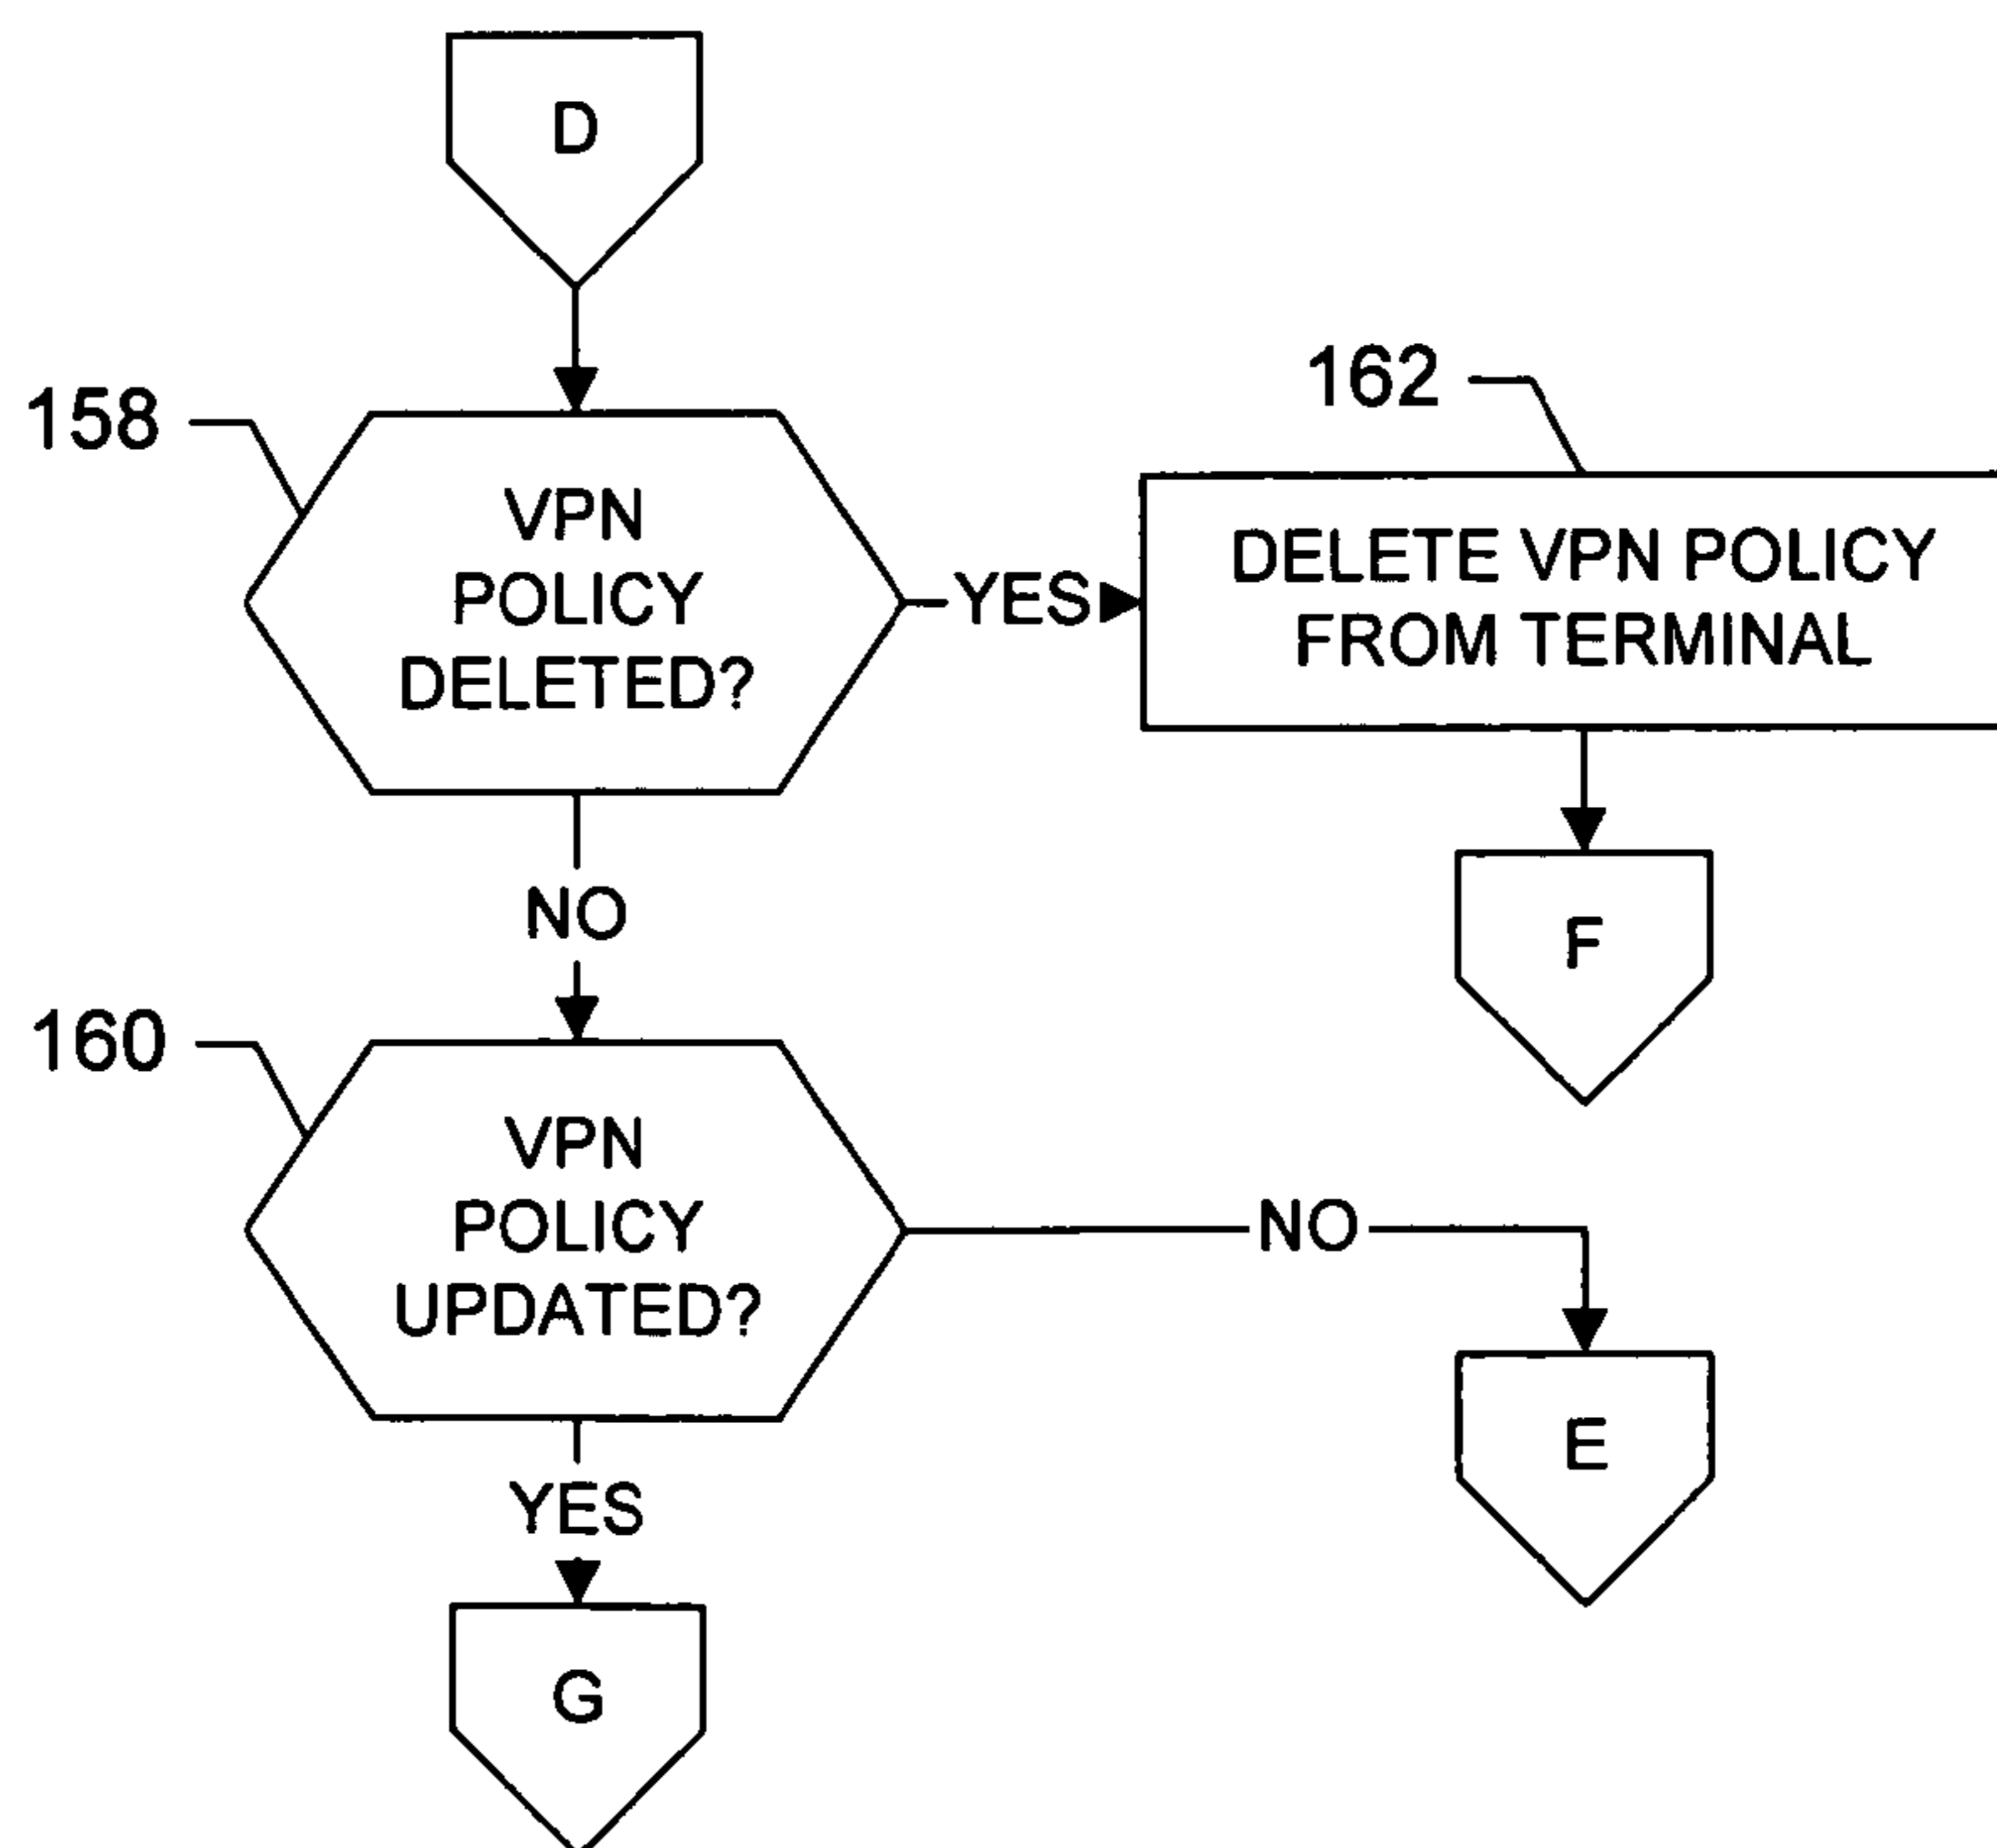 D
158
VPN
POLICY
DELETED?
YES
162
DELETE VPN POLICY
FROM TERMINAL
F
NO
160
VPN
POLICY
UPDATED?
NO
E
YES
G